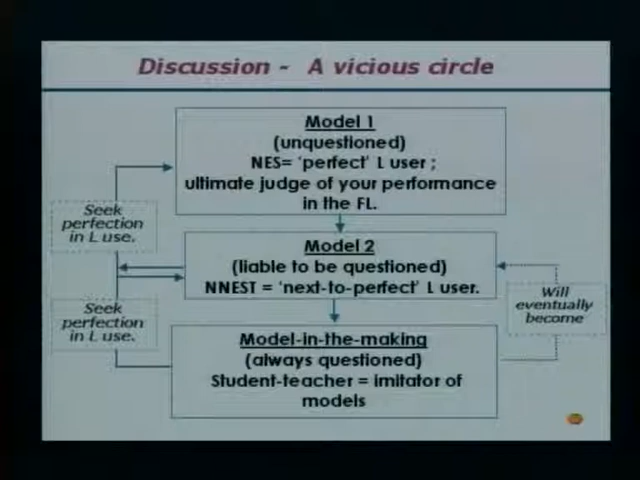 Discussion - A vicious circle
Model 1
(unquestioned)
NES= 'perfect' L user ;
ultimate judge of your performance
in the FL.
Seek
perfection
in L use.
Model 2
(liable to be questioned)
NNEST = 'next-to-perfect' L user.
Will
eventually
become
Seek
perfection
in L use.
Model-in-the-making
(always questioned)
Student-teacher = imitator of
models